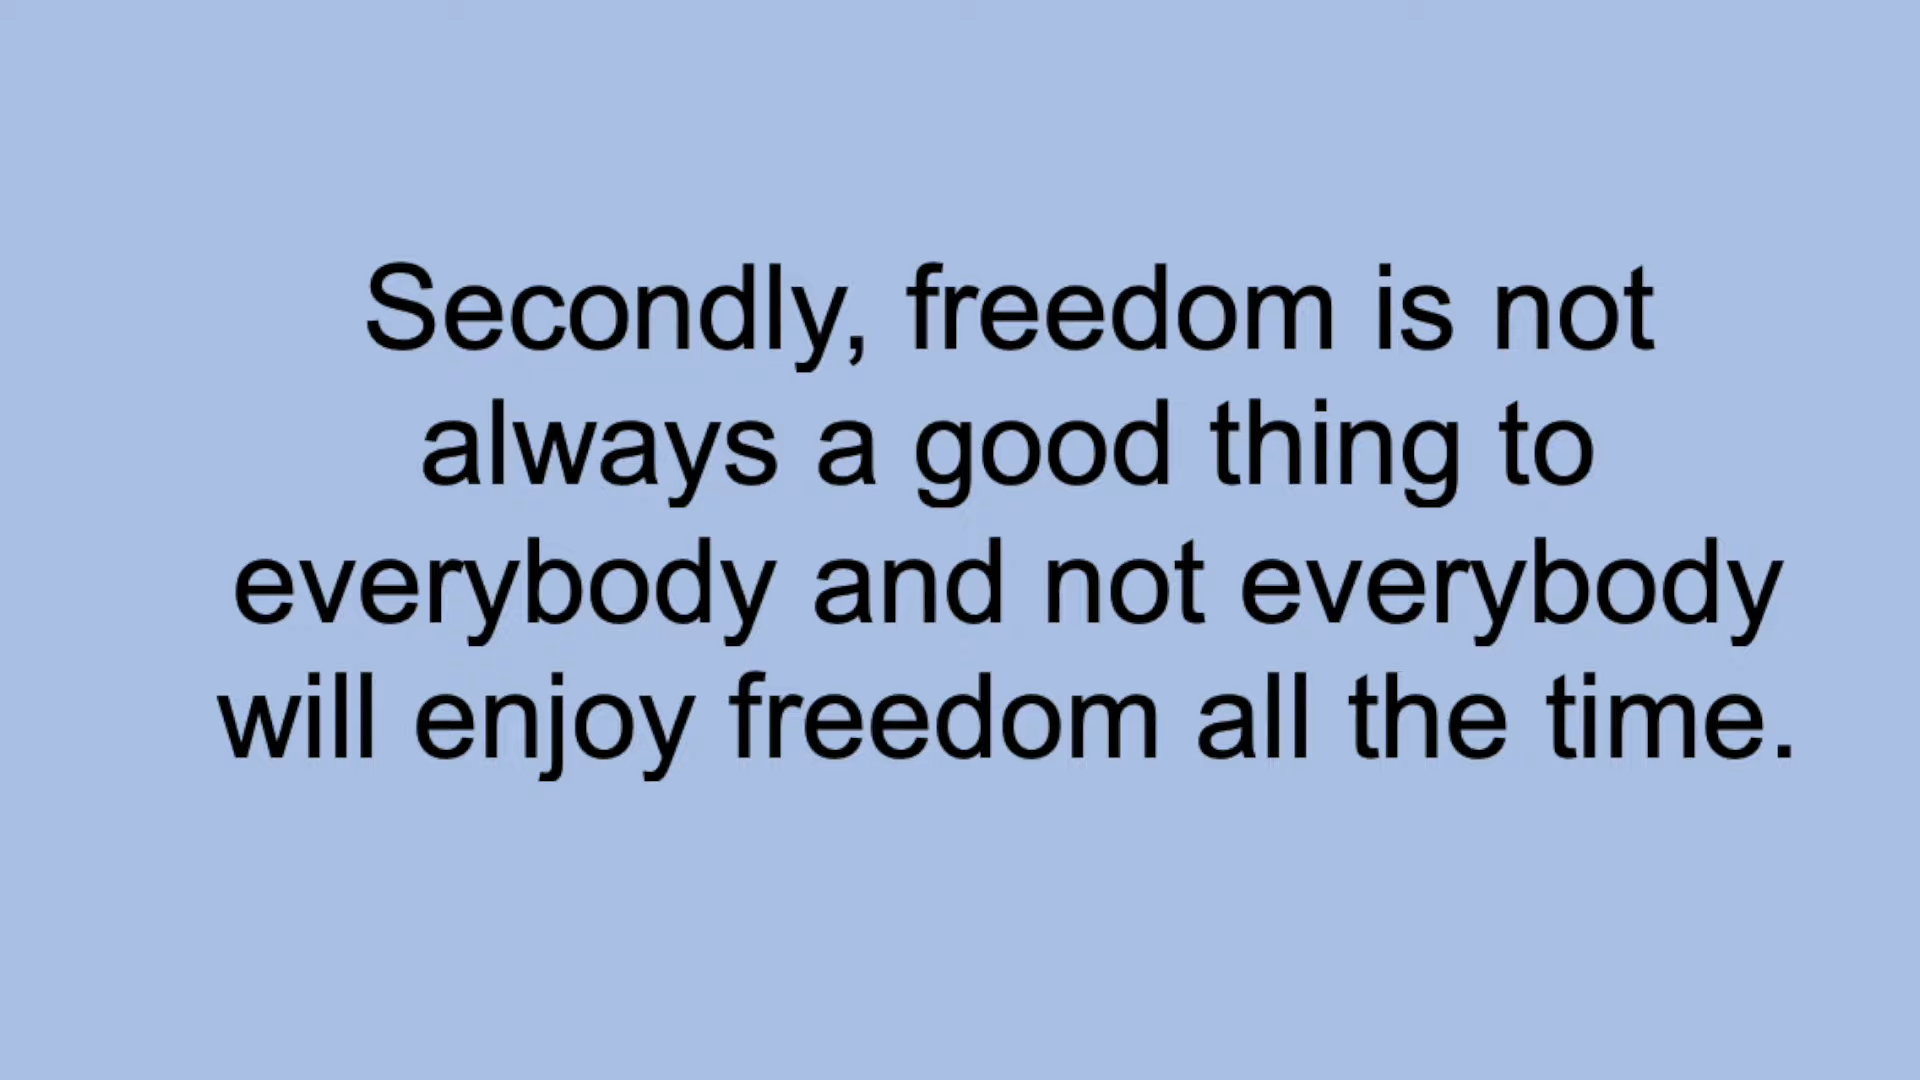 Secondly, freedom is not
always a good thing to
everybody and not everybody
will enjoy freedom all the time.